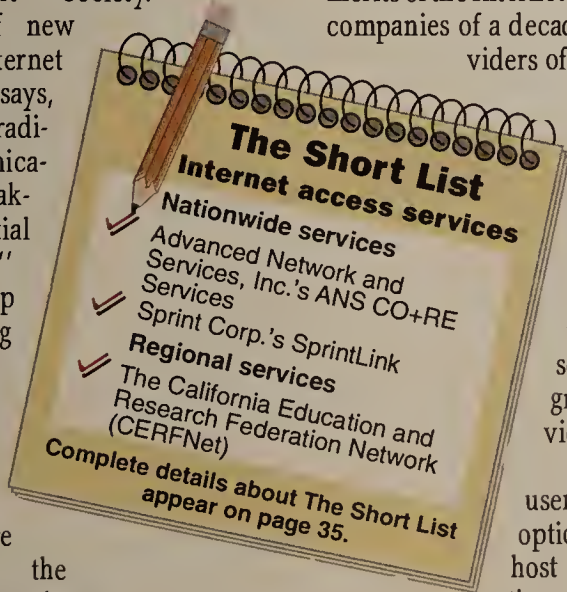 new
ternet
says,
radi-
nica-
ak-
ial
"
p
g
e
the
companies of a decad
viders of
The Short List
Internet access services
Nationwide services
Advanced Network and
Services, Inc.'s ANS CO+RE
Services
Sprint Corp.'s SprintLink
Regional services
The California Education and
Research Federation Network
(CERFNet)
Complete details about The Short List
appear on page 35.
s
gr
vi
user
optic
host